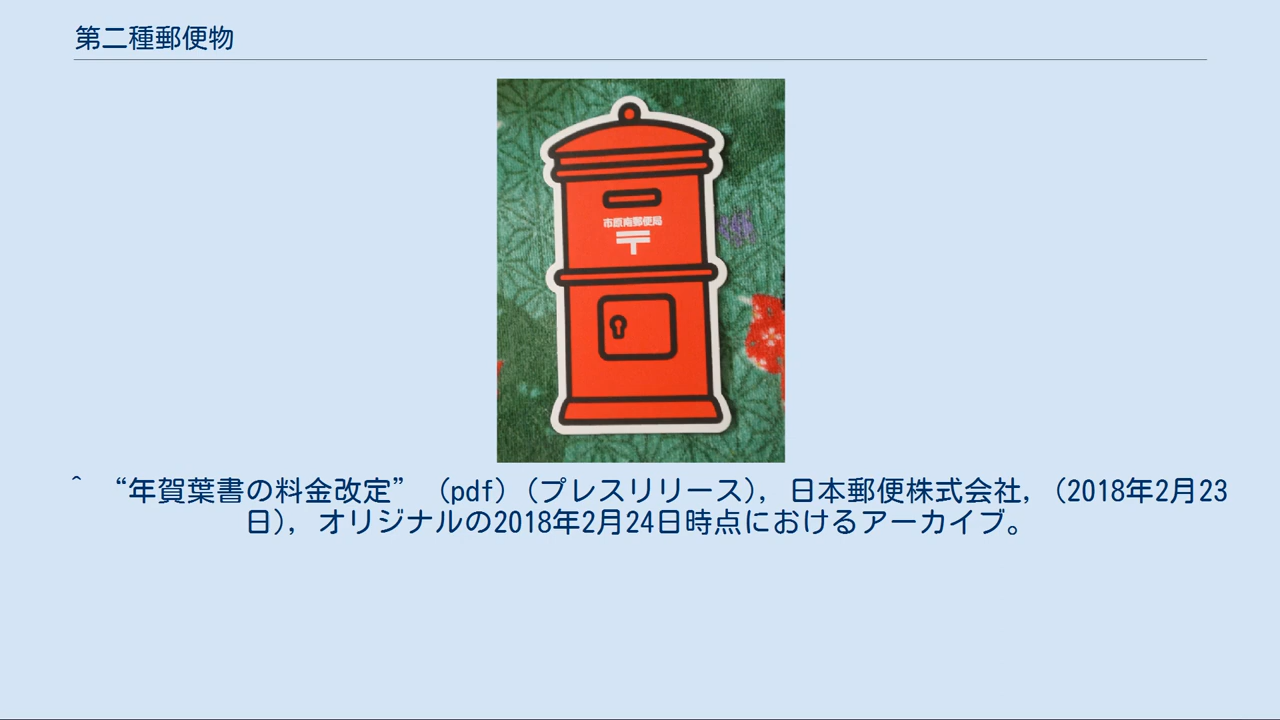 第二種郵便物
市原南郵便局
〒
^ “年賀葉書の料金改定” (pdf) (プレスリリース), 日本郵便株式会社, (2018年2月23
日), オリジナルの2018年2月24日時点におけるアーカイブ。